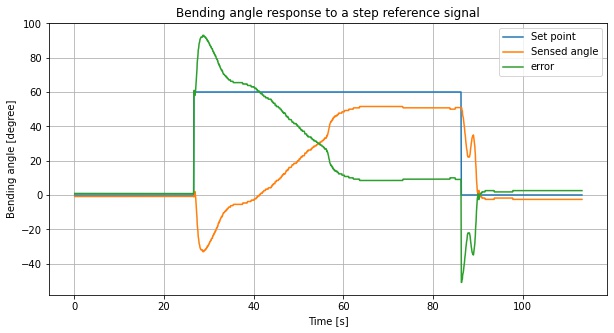 Bending angle response to a step reference signal
Set point
Sensed angle
error
100
80
60
40
20
0
−20
−40
Bending angle [degree]
0 20 40 60 80 100
Time [s]